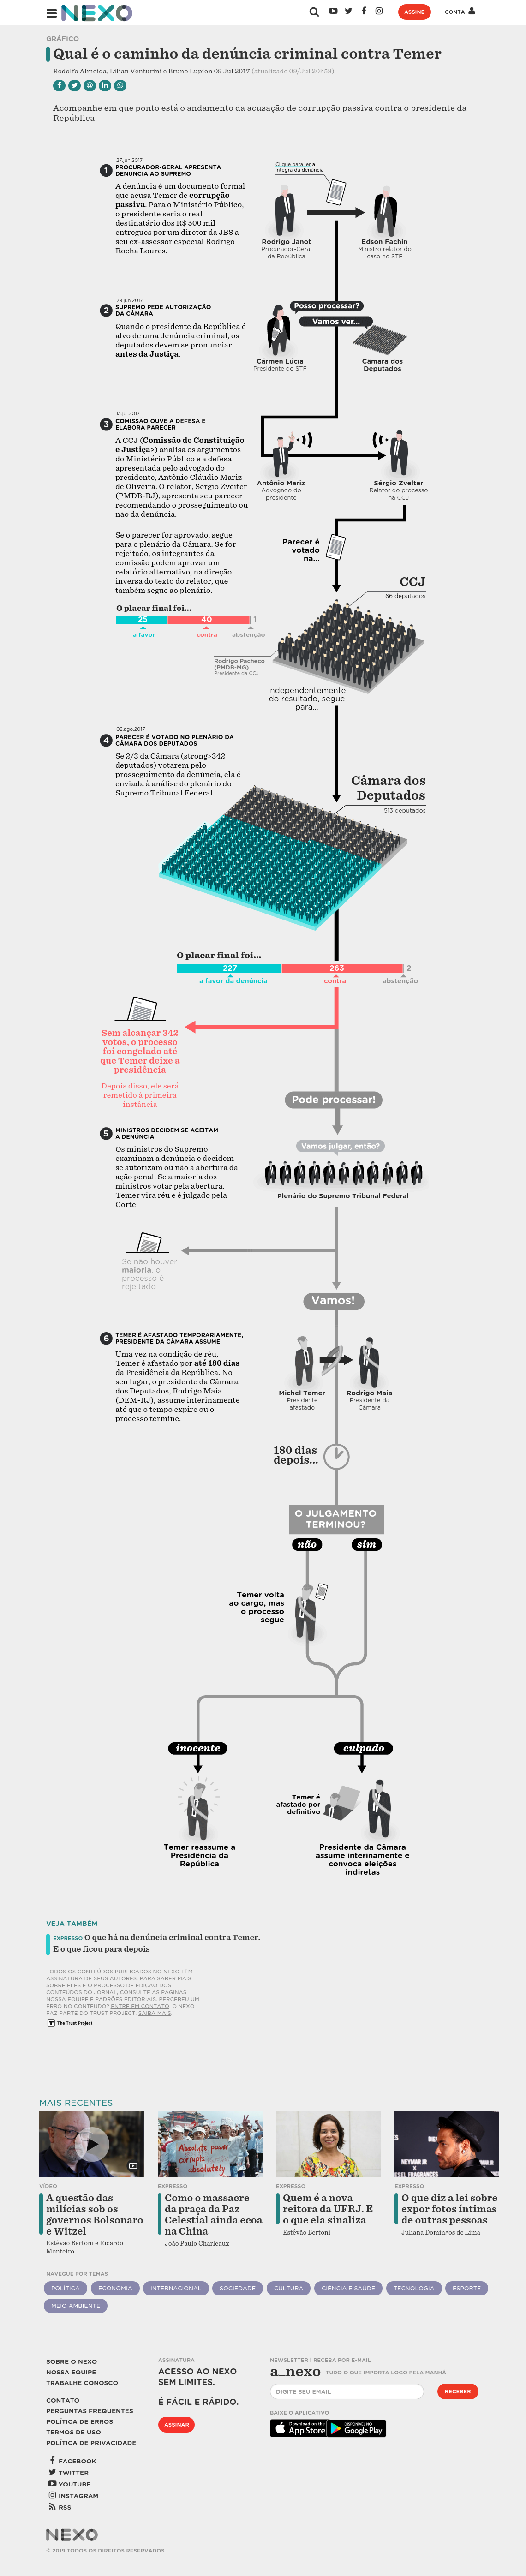 NEXO
ASSINE
CONTA
GRÁFICO
Qual é o caminho da denúncia criminal contra Temer
Rodolfo Almeida, Lilian Venturini e Bruno Lupion 09 Jul 2017 (atualizado 09/Jul 20h58)
Acompanhe em que ponto está o andamento da acusação de corrupção passiva contra o presidente da
República
27.jun.2017
1
PROCURADOR-GERAL APRESENTA
DENÚNCIA AO SUPREMO
A denúncia é um documento formal
que acusa Temer de corrupção
passiva. Para o Ministério Público,
o presidente seria o real
destinatário dos R$ 500 mil
entregues por um diretor da JBS a
seu ex-assessor especial Rodrigo
Rocha Loures.
Clique para ler a
íntegra da denúncia
Rodrigo Janot
Procurador-Geral
da República
Edson Fachin
Ministro relator do
caso no STF
29.jun.2017
2
SUPREMO PEDE AUTORIZAÇÃO
DA CÂMARA
Quando o presidente da República é
alvo de uma denúncia criminal, os
deputados devem se pronunciar
antes da Justiça.
Posso processar?
Vamos ver...
Cármen Lúcia
Presidente do STF
Câmara dos
Deputados
13.jul.2017
3
COMISSÃO OUVE A DEFESA E
ELABORA PARECER
A CCJ (Comissão de Constituição
e Justiça>) analisa os argumentos
do Ministério Público e a defesa
apresentada pelo advogado do
presidente, Antônio Cláudio Mariz
de Oliveira. O relator, Sergio Zveiter
(PMDB-RJ), apresenta seu parecer
recomendando o prosseguimento ou
não da denúncia.
Se o parecer for aprovado, segue
para o plenário da Câmara. Se for
rejeitado, os integrantes da
comissão podem aprovar um
relatório alternativo, na direção
inversa do texto do relator, que
também segue ao plenário.
Antônio Mariz
Advogado do
presidente
Sérgio Zvelter
Relator do processo
na CCJ
Parecer é
votado
na...
CCJ
66 deputados
O placar final foi...
25
40
1
a favor
contra
abstenção
Rodrigo Pacheco
(PMDB-MG)
Presidente da CCJ
Independentemente
do resultado, segue
para...
02.ago.2017
4
PARECER É VOTADO NO PLENÁRIO DA
CÂMARA DOS DEPUTADOS
Se 2/3 da Câmara (strong>342
deputados) votarem pelo
prosseguimento da denúncia, ela é
enviada à análise do plenário do
Supremo Tribunal Federal
Câmara dos
Deputados
513 deputados
O placar final foi...
227
263
2
a favor da denúncia
contra
abstenção
Sem alcançar 342
votos, o processo
foi congelado até
que Temer deixe a
presidência
Depois disso, ele será
remetido à primeira
instância
Pode processar!
5
MINISTROS DECIDEM SE ACEITAM
A DENÚNCIA
Os ministros do Supremo
examinam a denúncia e decidem
se autorizam ou não a abertura da
ação penal. Se a maioria dos
ministros votar pela abertura,
Temer vira réu e é julgado pela
Corte
Vamos julgar, então?
Plenário do Supremo Tribunal Federal
Se não houver
maioria, o
processo é
rejeitado
Vamos!
6
TEMER É AFASTADO TEMPORARIAMENTE,
PRESIDENTE DA CÂMARA ASSUME
Uma vez na condição de réu,
Temer é afastado por até 180 dias
da Presidência da República. No
seu lugar, o presidente da Câmara
dos Deputados, Rodrigo Maia
(DEM-RJ), assume interinamente
até que o tempo expire ou o
processo termine.
Michel Temer
Presidente
afastado
Rodrigo Maia
Presidente da
Câmara
180 dias
depois...
O JULGAMENTO
TERMINOU?
não
sim
Temer volta
ao cargo, mas
o processo
segue
inocente
culpado
Temer é
afastado por
definitivo
Temer reassume a
Presidência da
República
Presidente da Câmara
assume interinamente e
convoca eleições
indiretas
VEJA TAMBÉM
EXPRESSO O que há na denúncia criminal contra Temer.
E o que ficou para depois
TODOS OS CONTEÚDOS PUBLICADOS NO NEXO TÊM
ASSINATURA DE SEUS AUTORES. PARA SABER MAIS
SOBRE ELES E O PROCESSO DE EDIÇÃO DOS
CONTEÚDOS DO JORNAL, CONSULTE AS PÁGINAS
NOSSA EQUIPE E PADRÕES EDITORIAIS. PERCEBEU UM
ERRO NO CONTEÚDO? ENTRE EM CONTATO. O NEXO
FAZ PARTE DO TRUST PROJECT. SAIBA MAIS.
T The Trust Project
MAIS RECENTES
Absolute power
corrupts
absolutely
NEYMAR JR
DIESEL FRAGRANCES
VÍDEO
A questão das
milícias sob os
governos Bolsonaro
e Witzel
Estêvão Bertoni e Ricardo
Monteiro
EXPRESSO
Como o massacre
da praça da Paz
Celestial ainda ecoa
na China
João Paulo Charleaux
EXPRESSO
Quem é a nova
reitora da UFRJ. E
o que ela sinaliza
Estêvão Bertoni
EXPRESSO
O que diz a lei sobre
expor fotos íntimas
de outras pessoas
Juliana Domingos de Lima
NAVEGUE POR TEMAS
POLÍTICA
ECONOMIA
INTERNACIONAL
SOCIEDADE
CULTURA
CIÊNCIA E SAÚDE
TECNOLOGIA
ESPORTE
MEIO AMBIENTE
SOBRE O NEXO
NOSSA EQUIPE
TRABALHE CONOSCO
CONTATO
PERGUNTAS FREQUENTES
POLÍTICA DE ERROS
TERMOS DE USO
POLÍTICA DE PRIVACIDADE
FACEBOOK
TWITTER
YOUTUBE
INSTAGRAM
RSS
ASSINATURA
ACESSO AO NEXO
SEM LIMITES.
É FÁCIL E RÁPIDO.
ASSINAR
NEWSLETTER | RECEBA POR E-MAIL
a_nexo TUDO O QUE IMPORTA LOGO PELA MANHÃ
DIGITE SEU EMAIL
RECEBER
BAIXE O APLICATIVO
Download on the
App Store
DISPONÍVEL NO
Google Play
NEXO
© 2019 TODOS OS DIREITOS RESERVADOS